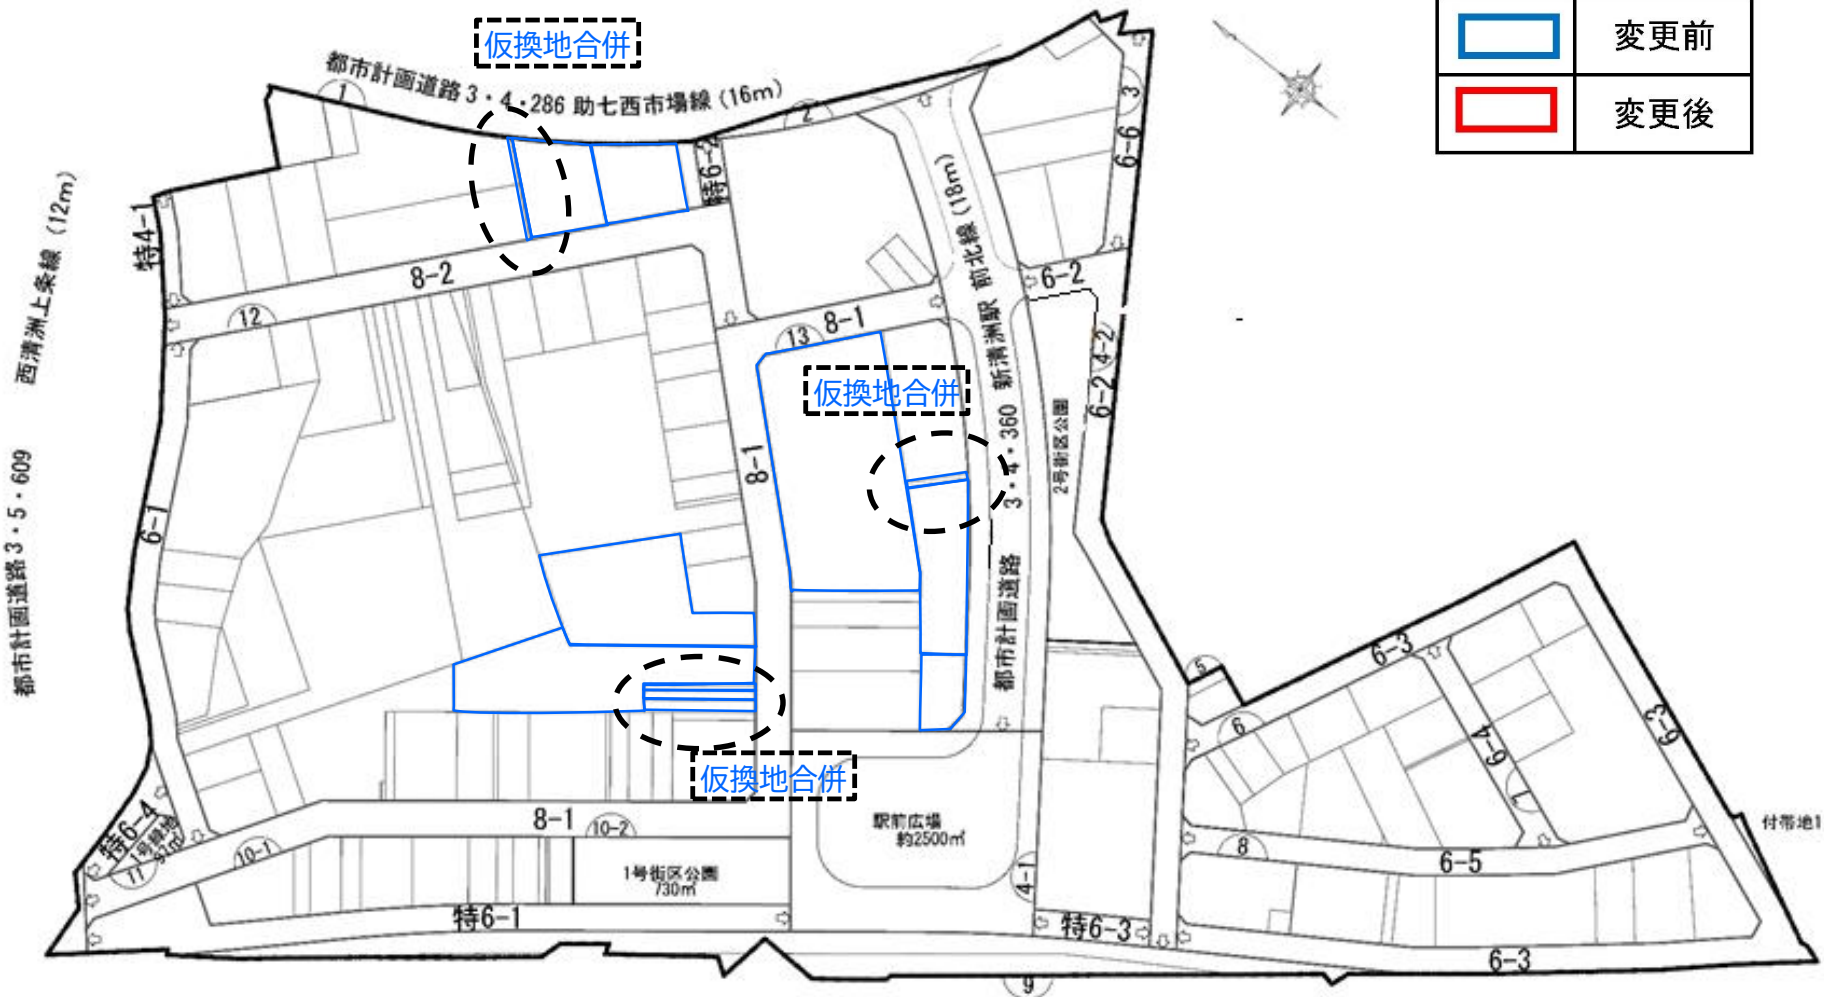 仮換地合併
変更前
変更後
都市計画道路 3・4・286 助七西市場線 (16m)
1
2
3
6-6
特6-2
特4-1
西清洲上条線 (12m)
都市計画道路 3・5・609
8-2
12
13
8-1
6-2
4-2
6-2
仮換地合併
都市計画道路 3・4・360 新清洲駅前北線 (18m)
2号街区公園
8-1
6-1
5
6
6-3
6-3
6-4
7
仮換地合併
駅前広場
約2500㎡
付帯地1
特6-4
1号緑地
92㎡
11
10-1
8-1
10-2
1号街区公園
730㎡
4-1
8
6-5
特6-1
特6-3
6-3
9